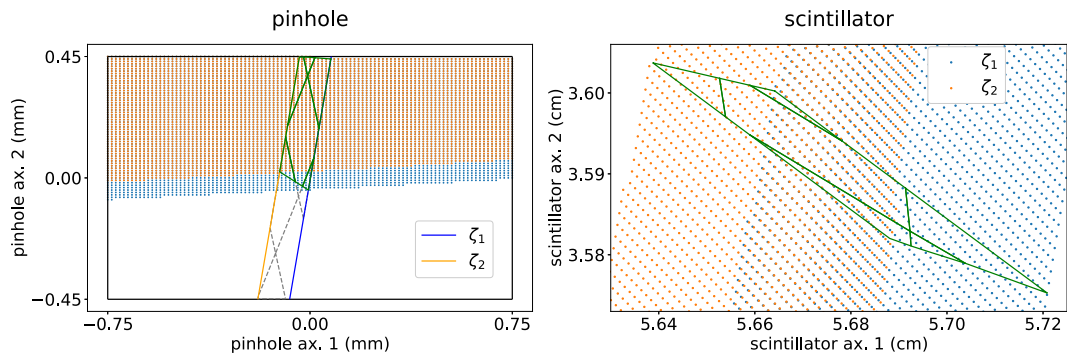 pinhole
0.45
0.00
−0.45
pinhole ax. 2 (mm)
ζ₁
ζ₂
−0.75
0.00
0.75
pinhole ax. 1 (mm)
scintillator
ζ₁
ζ₂
3.60
3.59
3.58
scintillator ax. 2 (cm)
5.64
5.66
5.68
5.70
5.72
scintillator ax. 1 (cm)